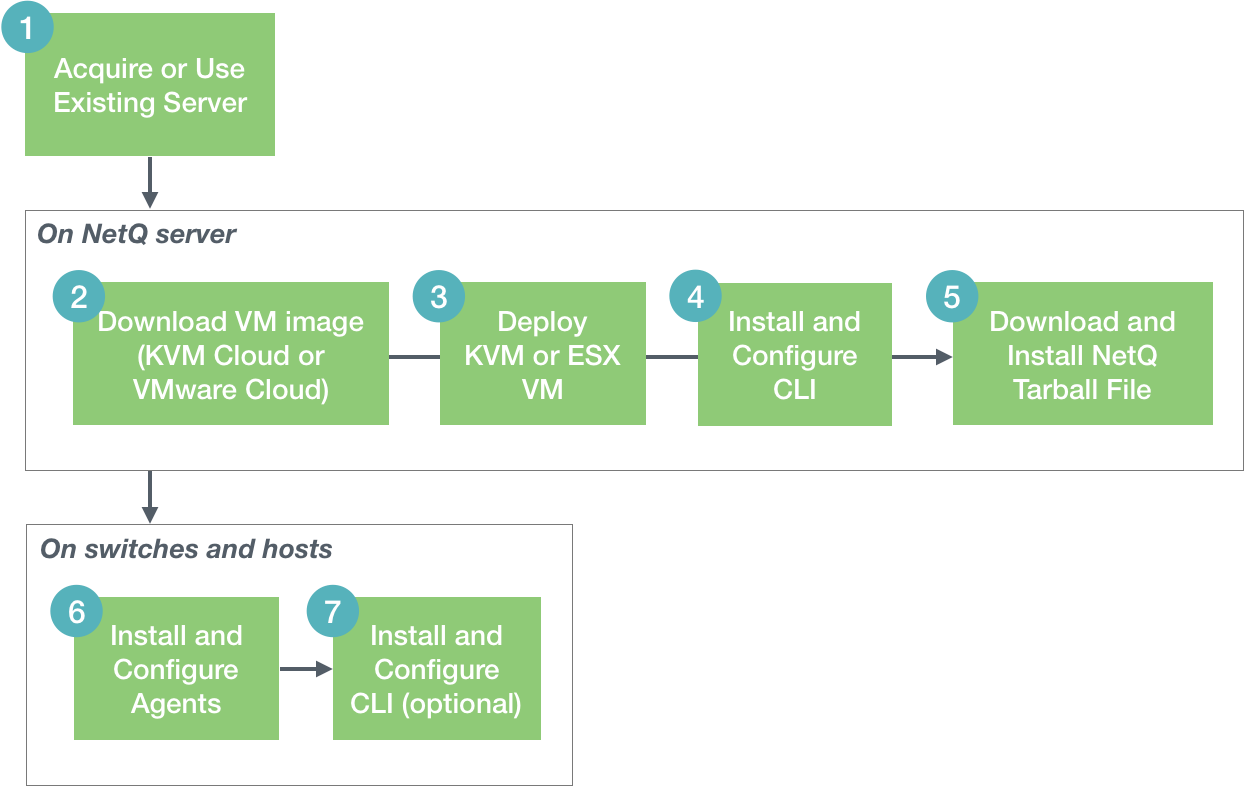 1
Acquire or Use
Existing Server
On NetQ server
2
Download VM image
(KVM Cloud or
VMware Cloud)
3
Deploy
KVM or ESX
VM
4
Install and
Configure
CLI
5
Download and
Install NetQ
Tarball File
On switches and hosts
6
Install and
Configure
Agents
7
Install and
Configure
CLI (optional)